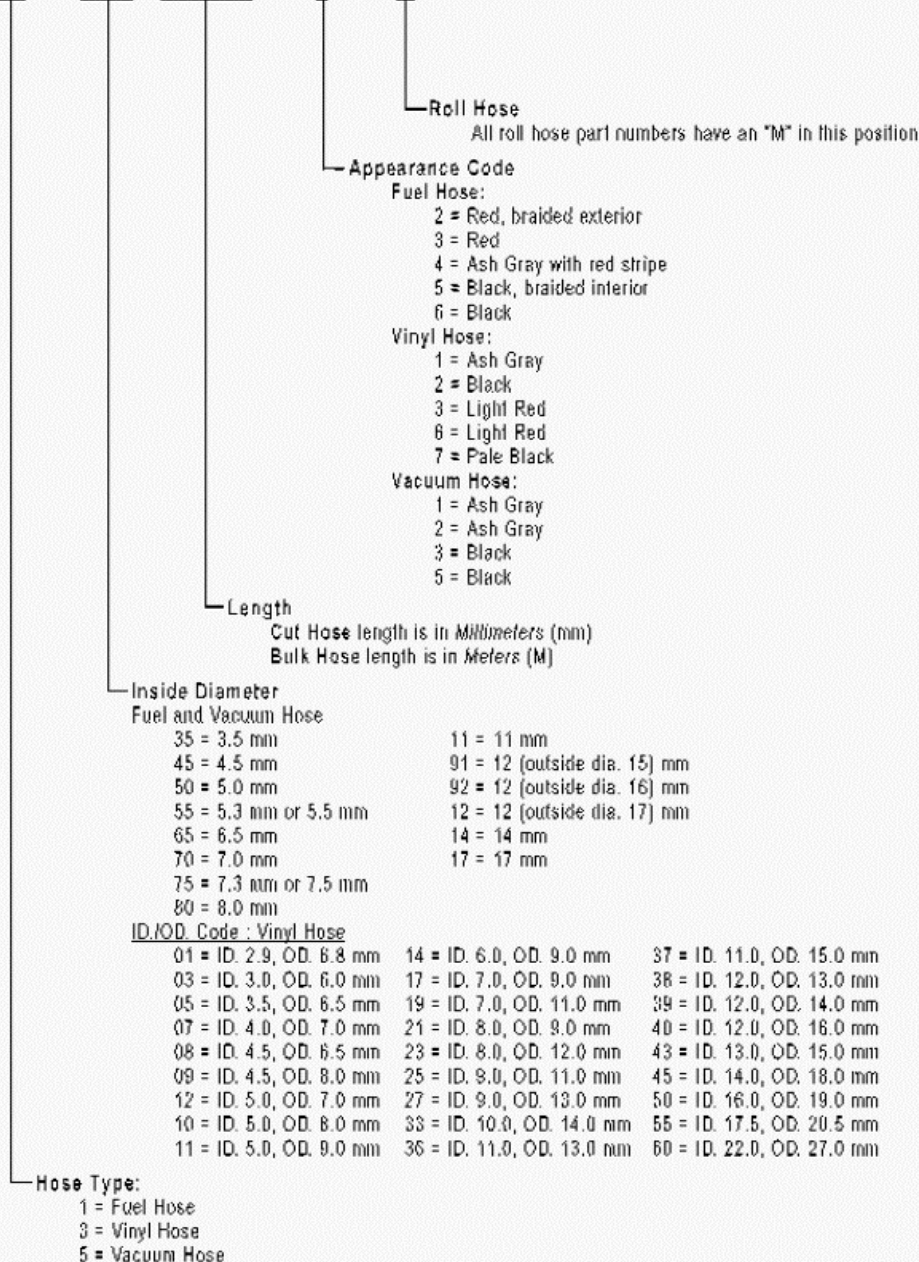 Roll Hose
All roll hose part numbers have an "M" in this position
Appearance Code
Fuel Hose:
2 = Red, braided exterior
3 = Red
4 = Ash Gray with red stripe
5 = Black, braided interior
6 = Black
Vinyl Hose:
1 = Ash Gray
2 = Black
3 = Light Red
6 = Light Red
7 = Pale Black
Vacuum Hose:
1 = Ash Gray
2 = Ash Gray
3 = Black
5 = Black
Length
Cut Hose length is in Millimeters (mm)
Bulk Hose length is in Meters (M)
Inside Diameter
Fuel and Vacuum Hose
35 = 3.5 mm 11 = 11 mm
45 = 4.5 mm 91 = 12 (outside dia. 15) mm
50 = 5.0 mm 92 = 12 (outside dia. 16) mm
55 = 5.3 mm or 5.5 mm 12 = 12 (outside dia. 17) mm
65 = 6.5 mm 14 = 14 mm
70 = 7.0 mm 17 = 17 mm
75 = 7.3 mm or 7.5 mm
80 = 8.0 mm
ID./OD. Code : Vinyl Hose
01 = ID. 2.9, OD. 6.8 mm 14 = ID. 6.0, OD. 9.0 mm 37 = ID. 11.0, OD. 15.0 mm
03 = ID. 3.0, OD. 6.0 mm 17 = ID. 7.0, OD. 9.0 mm 38 = ID. 12.0, OD. 13.0 mm
05 = ID. 3.5, OD. 6.5 mm 19 = ID. 7.0, OD. 11.0 mm 39 = ID. 12.0, OD. 14.0 mm
07 = ID. 4.0, OD. 7.0 mm 21 = ID. 8.0, OD. 9.0 mm 40 = ID. 12.0, OD. 16.0 mm
08 = ID. 4.5, OD. 6.5 mm 23 = ID. 8.0, OD. 12.0 mm 43 = ID. 13.0, OD. 15.0 mm
09 = ID. 4.5, OD. 8.0 mm 25 = ID. 9.0, OD. 11.0 mm 45 = ID. 14.0, OD. 18.0 mm
12 = ID. 5.0, OD. 7.0 mm 27 = ID. 9.0, OD. 13.0 mm 50 = ID. 16.0, OD. 19.0 mm
10 = ID. 5.0, OD. 8.0 mm 33 = ID. 10.0, OD. 14.0 mm 55 = ID. 17.5, OD. 20.5 mm
11 = ID. 5.0, OD. 9.0 mm 36 = ID. 11.0, OD. 13.0 mm 60 = ID. 22.0, OD. 27.0 mm
Hose Type:
1 = Fuel Hose
3 = Vinyl Hose
5 = Vacuum Hose